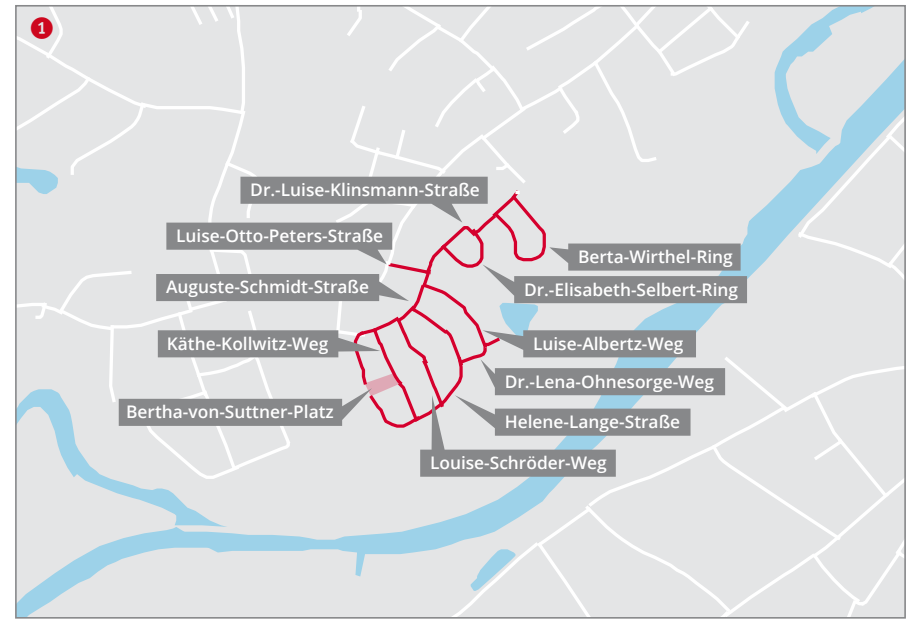 1
Dr.-Luise-Klinsmann-Straße
Luise-Otto-Peters-Straße
Berta-Wirthel-Ring
Auguste-Schmidt-Straße
Dr.-Elisabeth-Selbert-Ring
Käthe-Kollwitz-Weg
Luise-Albertz-Weg
Dr.-Lena-Ohnesorge-Weg
Bertha-von-Suttner-Platz
Helene-Lange-Straße
Louise-Schröder-Weg